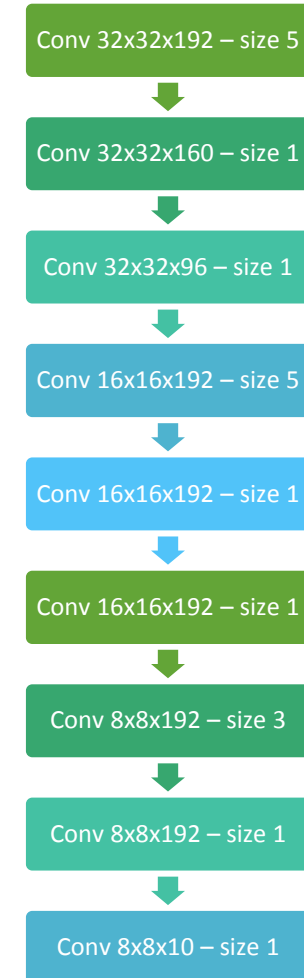 Conv 32x32x192 – size 5
Conv 32x32x160 – size 1
Conv 32x32x96 – size 1
Conv 16x16x192 – size 5
Conv 16x16x192 – size 1
Conv 16x16x192 – size 1
Conv 8x8x192 – size 3
Conv 8x8x192 – size 1
Conv 8x8x10 – size 1